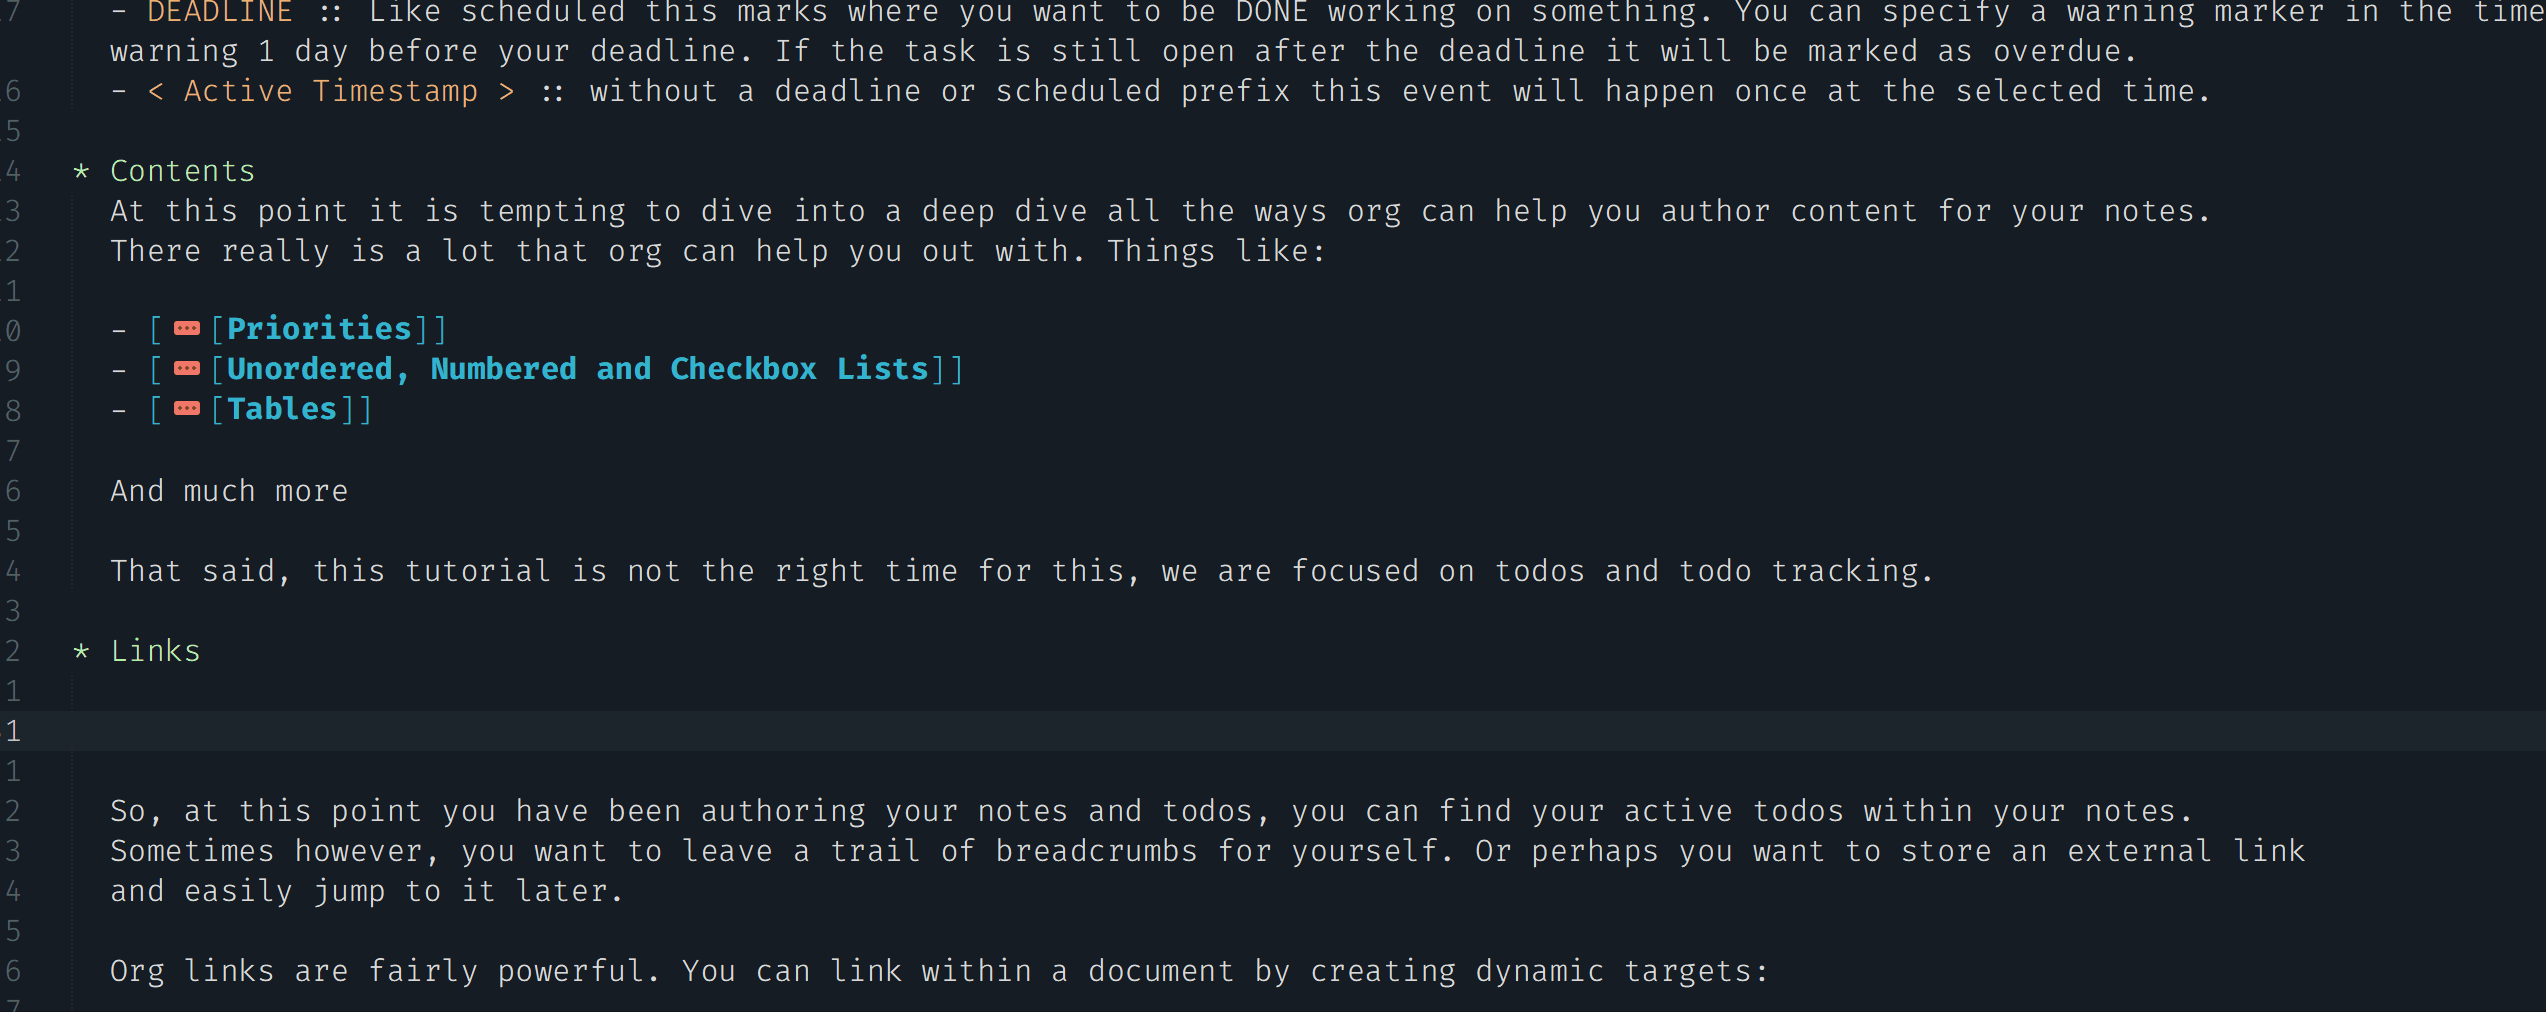 7 - DEADLINE :: Like scheduled this marks where you want to be DONE working on something. You can specify a warning marker in the time
warning 1 day before your deadline. If the task is still open after the deadline it will be marked as overdue.
6 - < Active Timestamp > :: without a deadline or scheduled prefix this event will happen once at the selected time.
5
4 * Contents
3 At this point it is tempting to dive into a deep dive all the ways org can help you author content for your notes.
2 There really is a lot that org can help you out with. Things like:
1
0 - [ ... [Priorities]]
9 - [ ... [Unordered, Numbered and Checkbox Lists]]
8 - [ ... [Tables]]
7
6 And much more
5
4 That said, this tutorial is not the right time for this, we are focused on todos and todo tracking.
3
2 * Links
1
1
1
2 So, at this point you have been authoring your notes and todos, you can find your active todos within your notes.
3 Sometimes however, you want to leave a trail of breadcrumbs for yourself. Or perhaps you want to store an external link
4 and easily jump to it later.
5
6 Org links are fairly powerful. You can link within a document by creating dynamic targets:
7